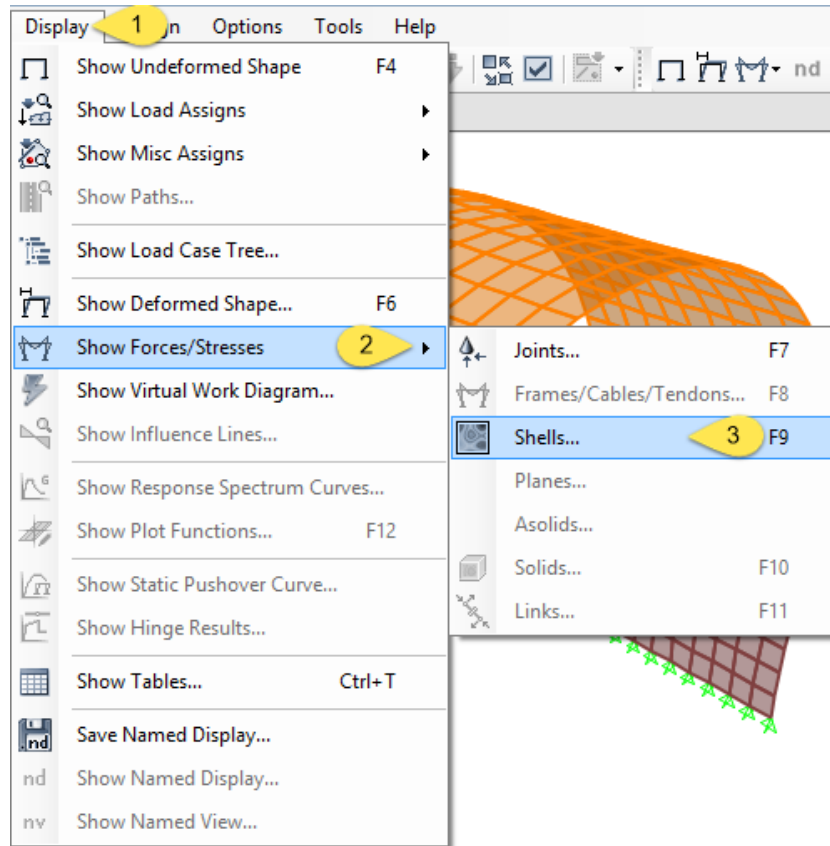 Display 1 n Options Tools Help
nd
Show Undeformed Shape F4
Show Load Assigns
Show Misc Assigns
Show Paths...
Show Load Case Tree...
Show Deformed Shape... F6
Show Forces/Stresses 2
Show Virtual Work Diagram...
Show Influence Lines...
Show Response Spectrum Curves...
Show Plot Functions... F12
Show Static Pushover Curve...
Show Hinge Results...
Show Tables... Ctrl+T
nd Save Named Display...
nd Show Named Display...
nv Show Named View...
Joints... F7
Frames/Cables/Tendons... F8
Shells... 3 F9
Planes...
Asolids...
Solids... F10
Links... F11